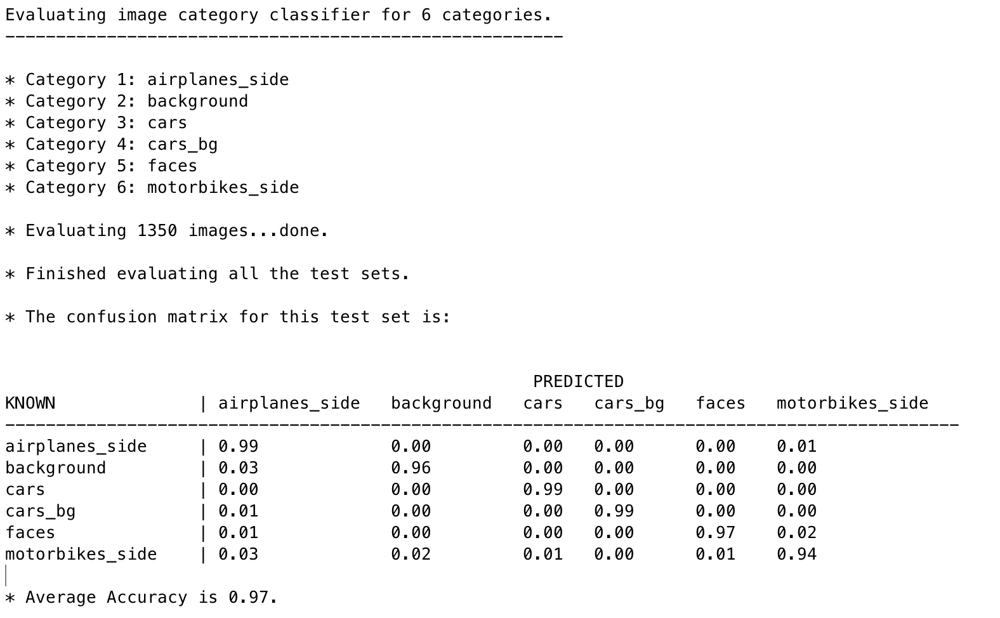 Evaluating image category classifier for 6 categories.
-------------------------------------------------------
* Category 1: airplanes_side
* Category 2: background
* Category 3: cars
* Category 4: cars_bg
* Category 5: faces
* Category 6: motorbikes_side
* Evaluating 1350 images...done.
* Finished evaluating all the test sets.
* The confusion matrix for this test set is:
PREDICTED
KNOWN | airplanes_side background cars cars_bg faces motorbikes_side
----------------------------------------------------------------------------------------------
airplanes_side | 0.99 0.00 0.00 0.00 0.00 0.01
background | 0.03 0.96 0.00 0.00 0.00 0.00
cars | 0.00 0.00 0.99 0.00 0.00 0.00
cars_bg | 0.01 0.00 0.00 0.99 0.00 0.00
faces | 0.01 0.00 0.00 0.00 0.97 0.02
motorbikes_side | 0.03 0.02 0.01 0.00 0.01 0.94
* Average Accuracy is 0.97.